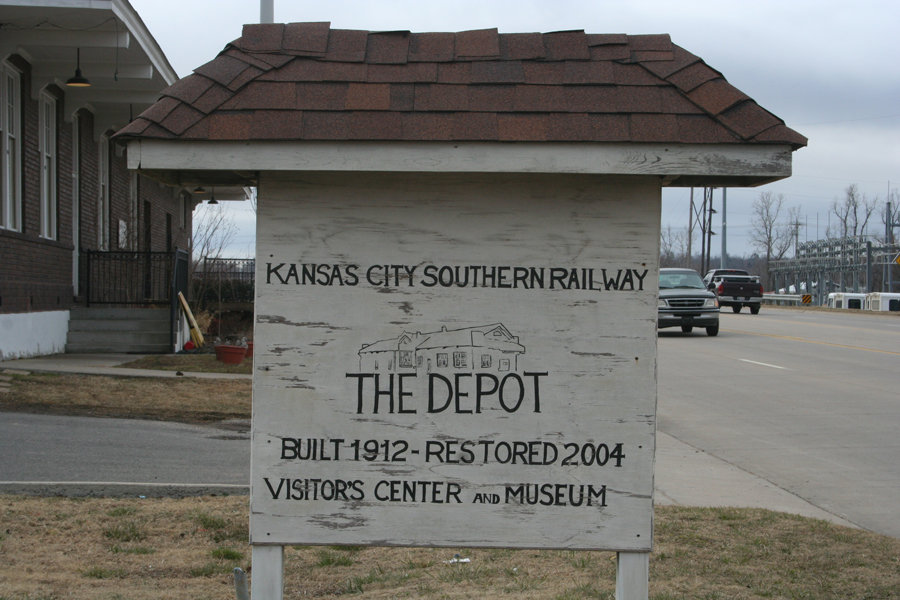 KANSAS CITY SOUTHERN RAILWAY
THE DEPOT
BUILT 1912 - RESTORED 2004
VISITOR'S CENTER AND MUSEUM